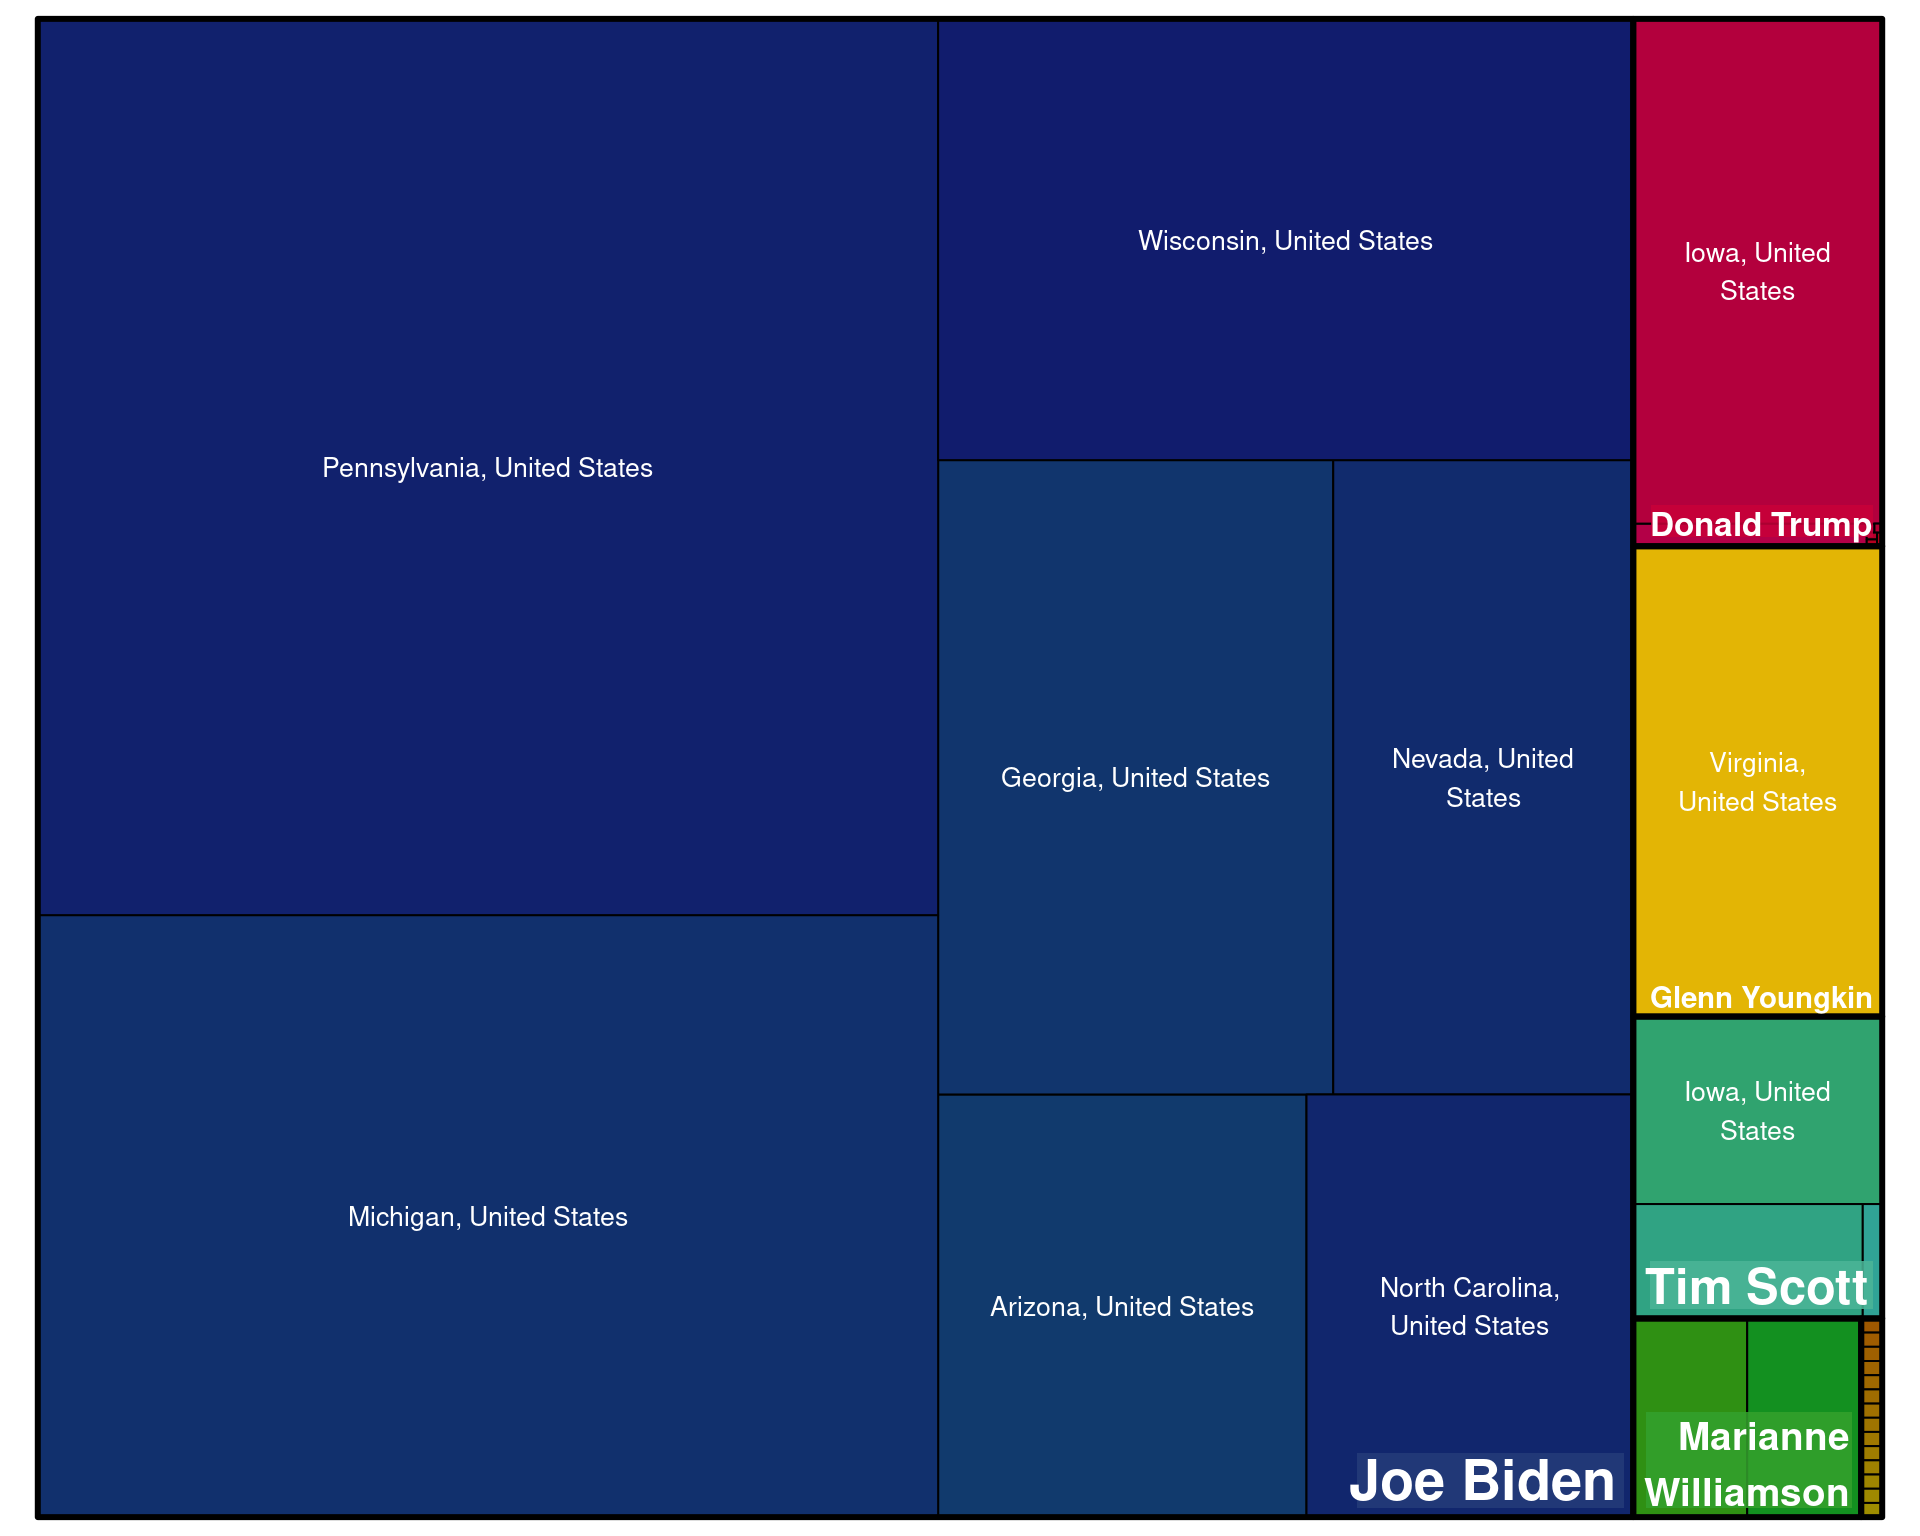 Pennsylvania, United States
Michigan, United States
Wisconsin, United States
Georgia, United States
Nevada, United
States
Arizona, United States
North Carolina,
United States
Joe Biden
Iowa, United
States
Donald Trump
Virginia,
United States
Glenn Youngkin
Iowa, United
States
Tim Scott
Marianne
Williamson